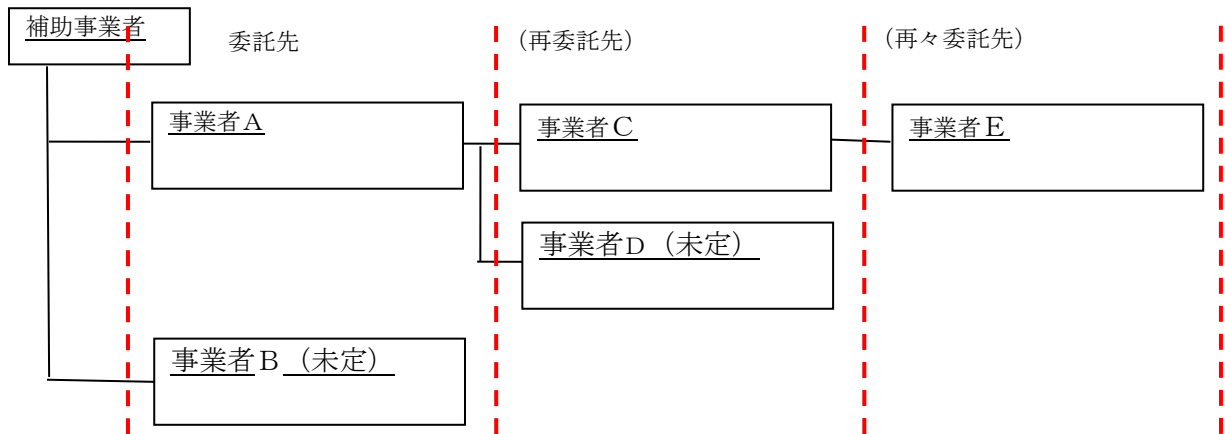 補助事業者
委託先
(再委託先)
(再々委託先)
事業者A
事業者C
事業者E
事業者D（未定）
事業者B（未定）